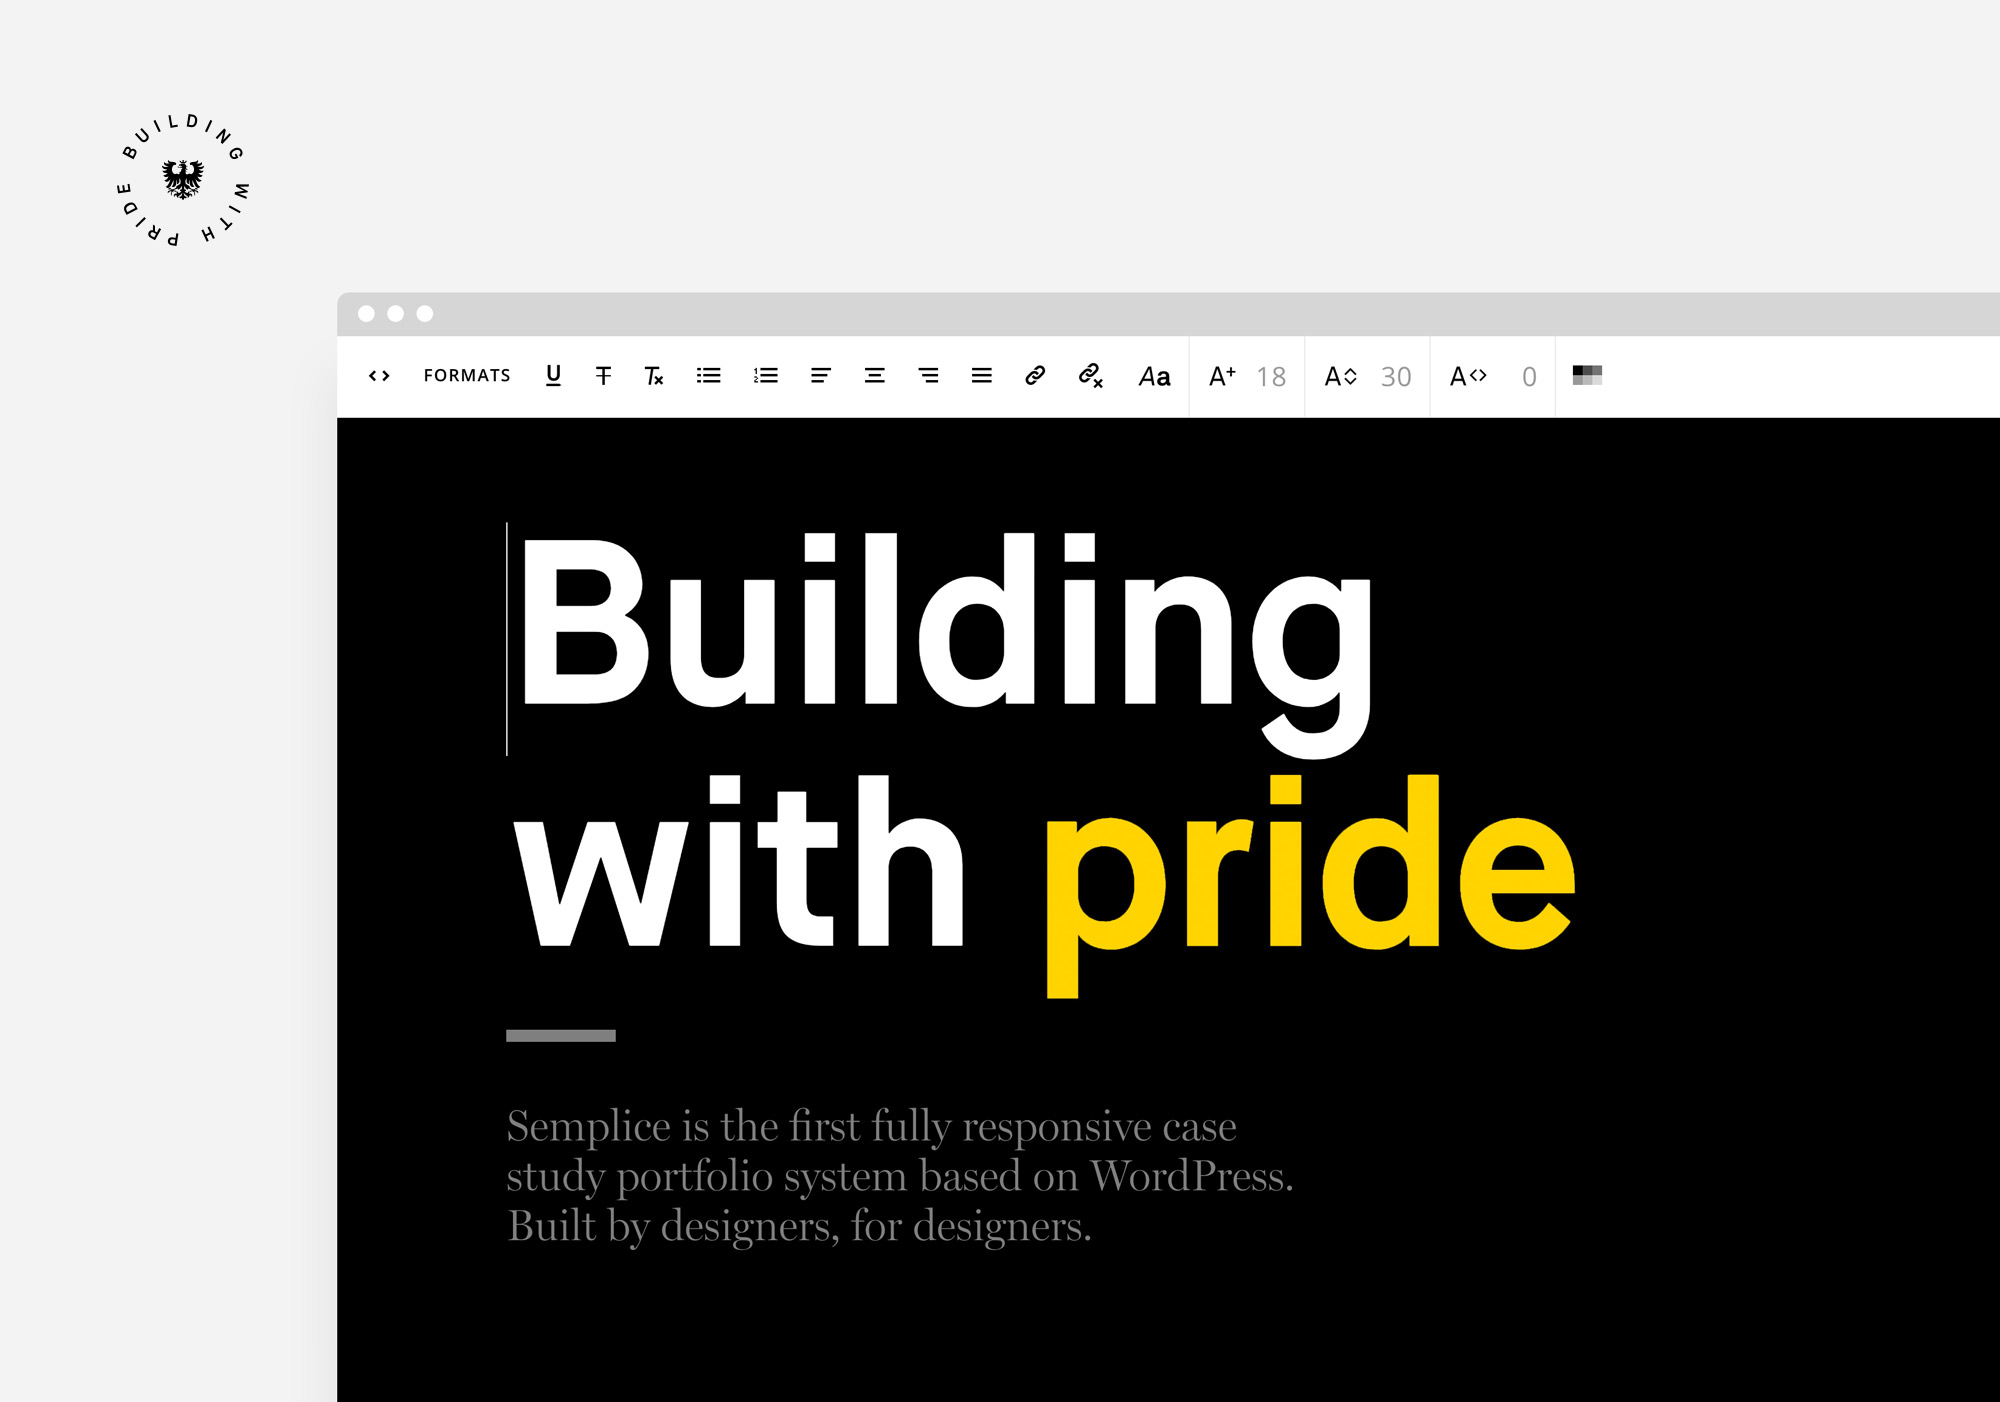 BUILDING WITH PRIDE
FORMATS
Aa
A+ 18
A 30
A<> 0
Building
with pride
Semplice is the first fully responsive case
study portfolio system based on WordPress.
Built by designers, for designers.